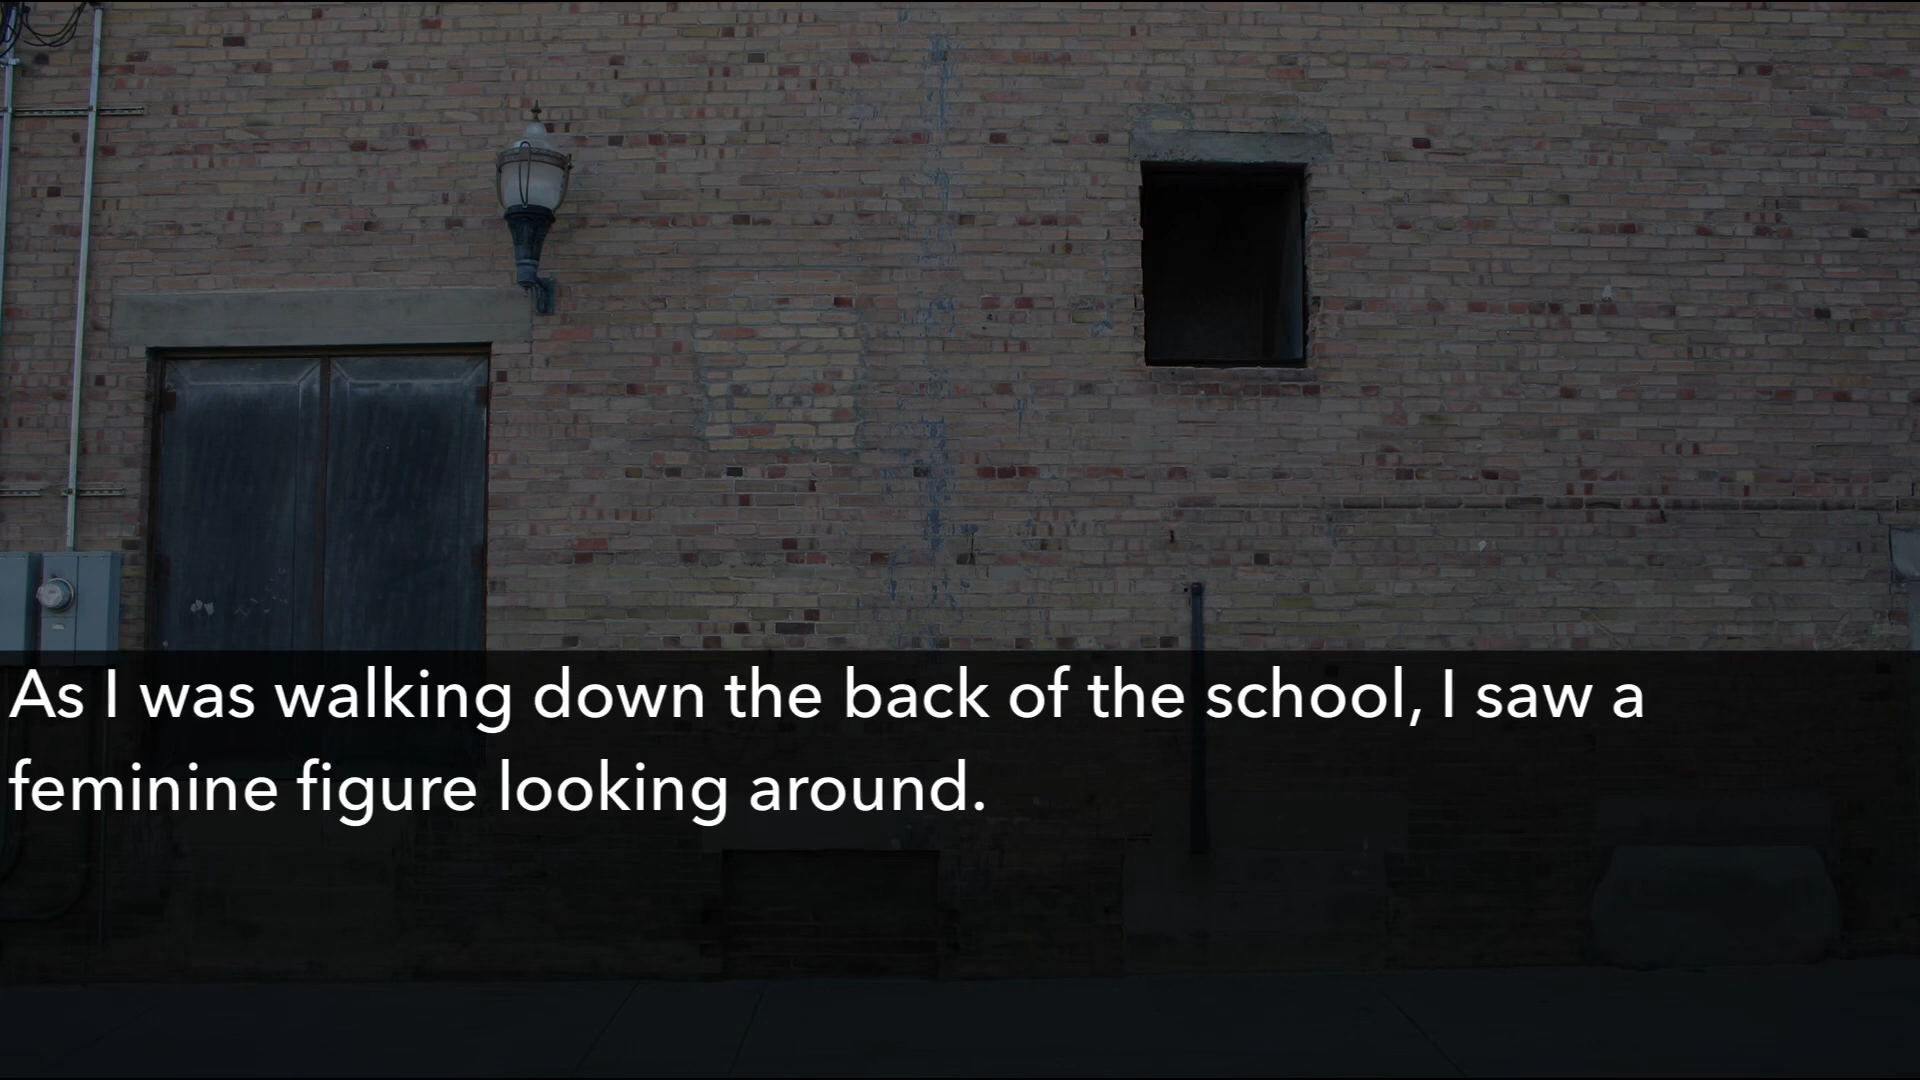 As I was walking down the back of the school, I saw a
feminine figure looking around.